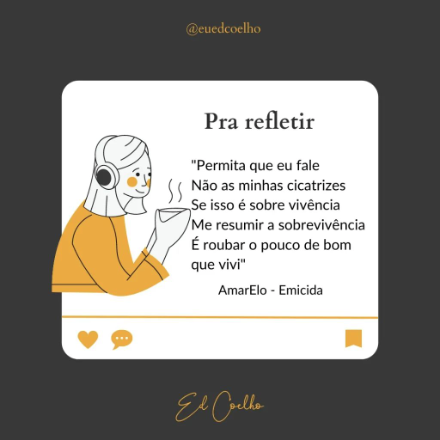 @euedcoelho
Pra refletir
"Permita que eu fale
Não as minhas cicatrizes
Se isso é sobre vivência
Me resumir a sobrevivência
É roubar o pouco de bom
que vivi"
AmarElo - Emicida
Ed Coelho